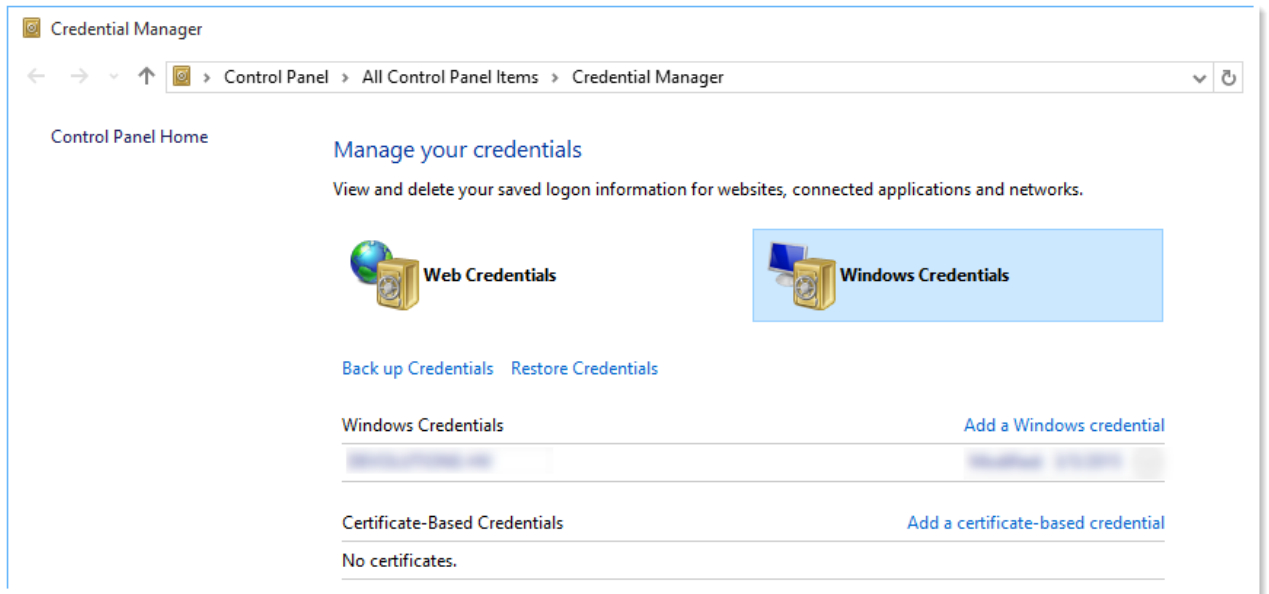 Credential Manager
Control Panel > All Control Panel Items > Credential Manager
Control Panel Home
Manage your credentials
View and delete your saved logon information for websites, connected applications and networks.
Web Credentials
Windows Credentials
Back up Credentials Restore Credentials
Windows Credentials Add a Windows credential
Certificate-Based Credentials Add a certificate-based credential
No certificates.